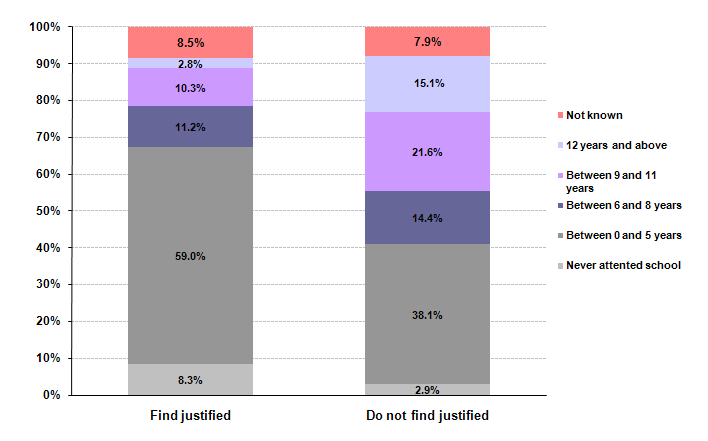 100%
90%
80%
70%
60%
50%
40%
30%
20%
10%
0%
8.5%
2.8%
10.3%
11.2%
59.0%
8.3%
7.9%
15.1%
21.6%
14.4%
38.1%
2.9%
Find justified
Do not find justified
Not known
12 years and above
Between 9 and 11
years
Between 6 and 8 years
Between 0 and 5 years
Never attented school